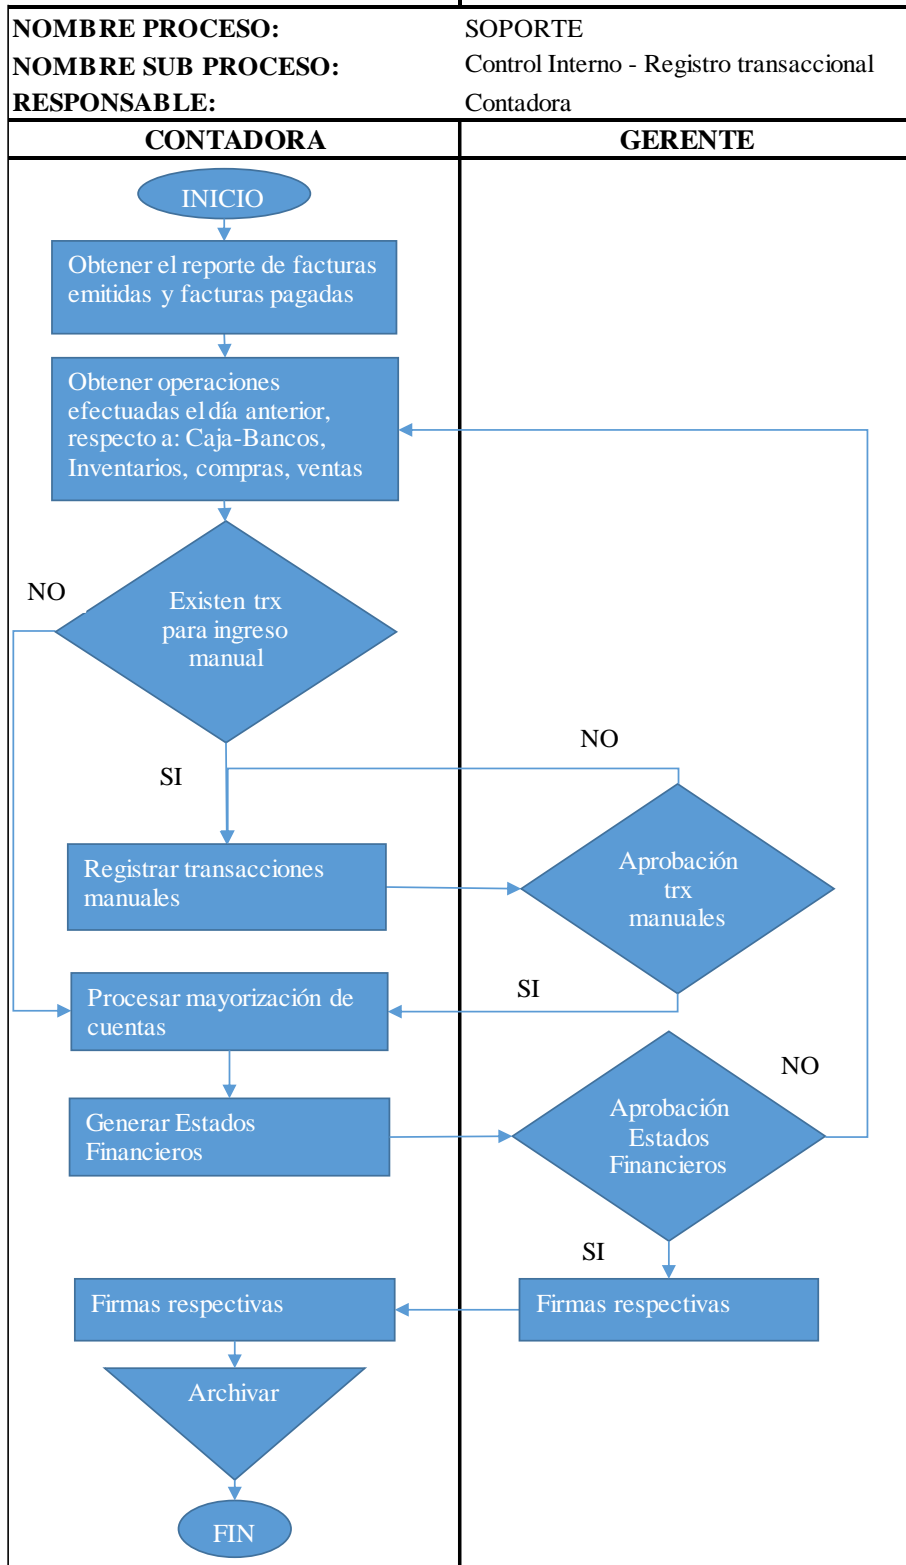 NOMBRE PROCESO: SOPORTE
NOMBRE SUB PROCESO: Control Interno - Registro transaccional
RESPONSABLE: Contadora
CONTADORA GERENTE
INICIO
Obtener el reporte de facturas
emitidas y facturas pagadas
Obtener operaciones
efectuadas el día anterior,
respecto a: Caja-Bancos,
Inventarios, compras, ventas
NO
Existen trx
para ingreso
manual
SI
NO
Registrar transacciones
manuales
Aprobación
trx
manuales
SI
Procesar mayorización de
cuentas
NO
Generar Estados
Financieros
Aprobación
Estados
Financieros
SI
Firmas respectivas
Firmas respectivas
Archivar
FIN